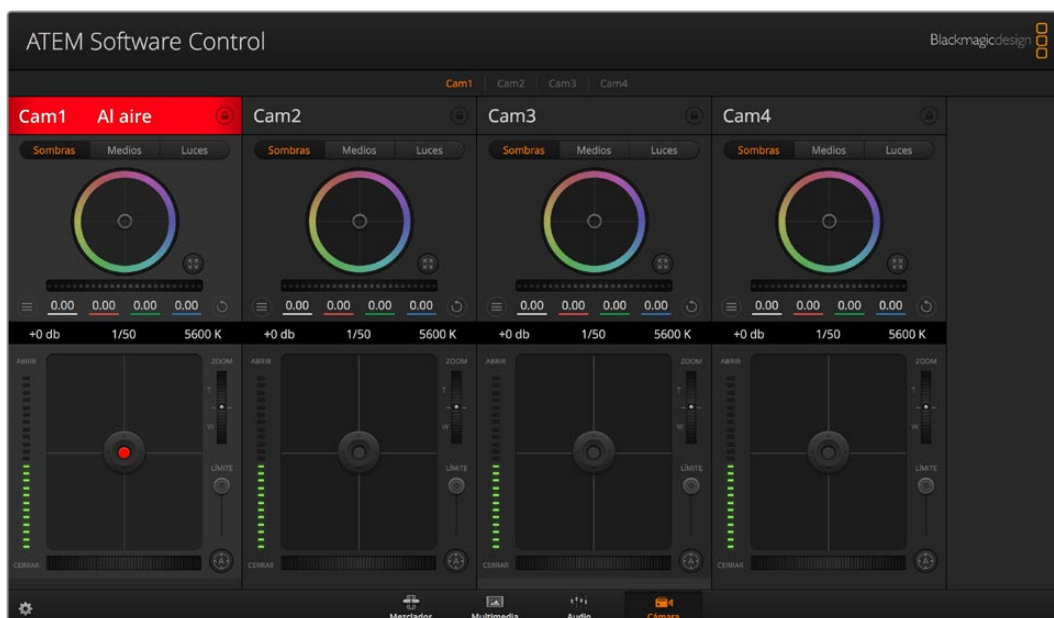 ATEM Software Control
Blackmagicdesign
Cam1 Cam2 Cam3 Cam4
Cam1 Al aire
Sombras Medios Luces
0.00 0.00 0.00 0.00
+0 db 1/50 5600 K
ABRIR ZOOM
T
W
LÍMITE
CERRAR A
Cam2
Sombras Medios Luces
0.00 0.00 0.00 0.00
+0 db 1/50 5600 K
ABRIR ZOOM
T
W
LÍMITE
CERRAR A
Cam3
Sombras Medios Luces
0.00 0.00 0.00 0.00
+0 db 1/50 5600 K
ABRIR ZOOM
T
W
LÍMITE
CERRAR A
Cam4
Sombras Medios Luces
0.00 0.00 0.00 0.00
+0 db 1/50 5600 K
ABRIR ZOOM
T
W
LÍMITE
CERRAR A
Mezclador Multimedia Audio Cámara